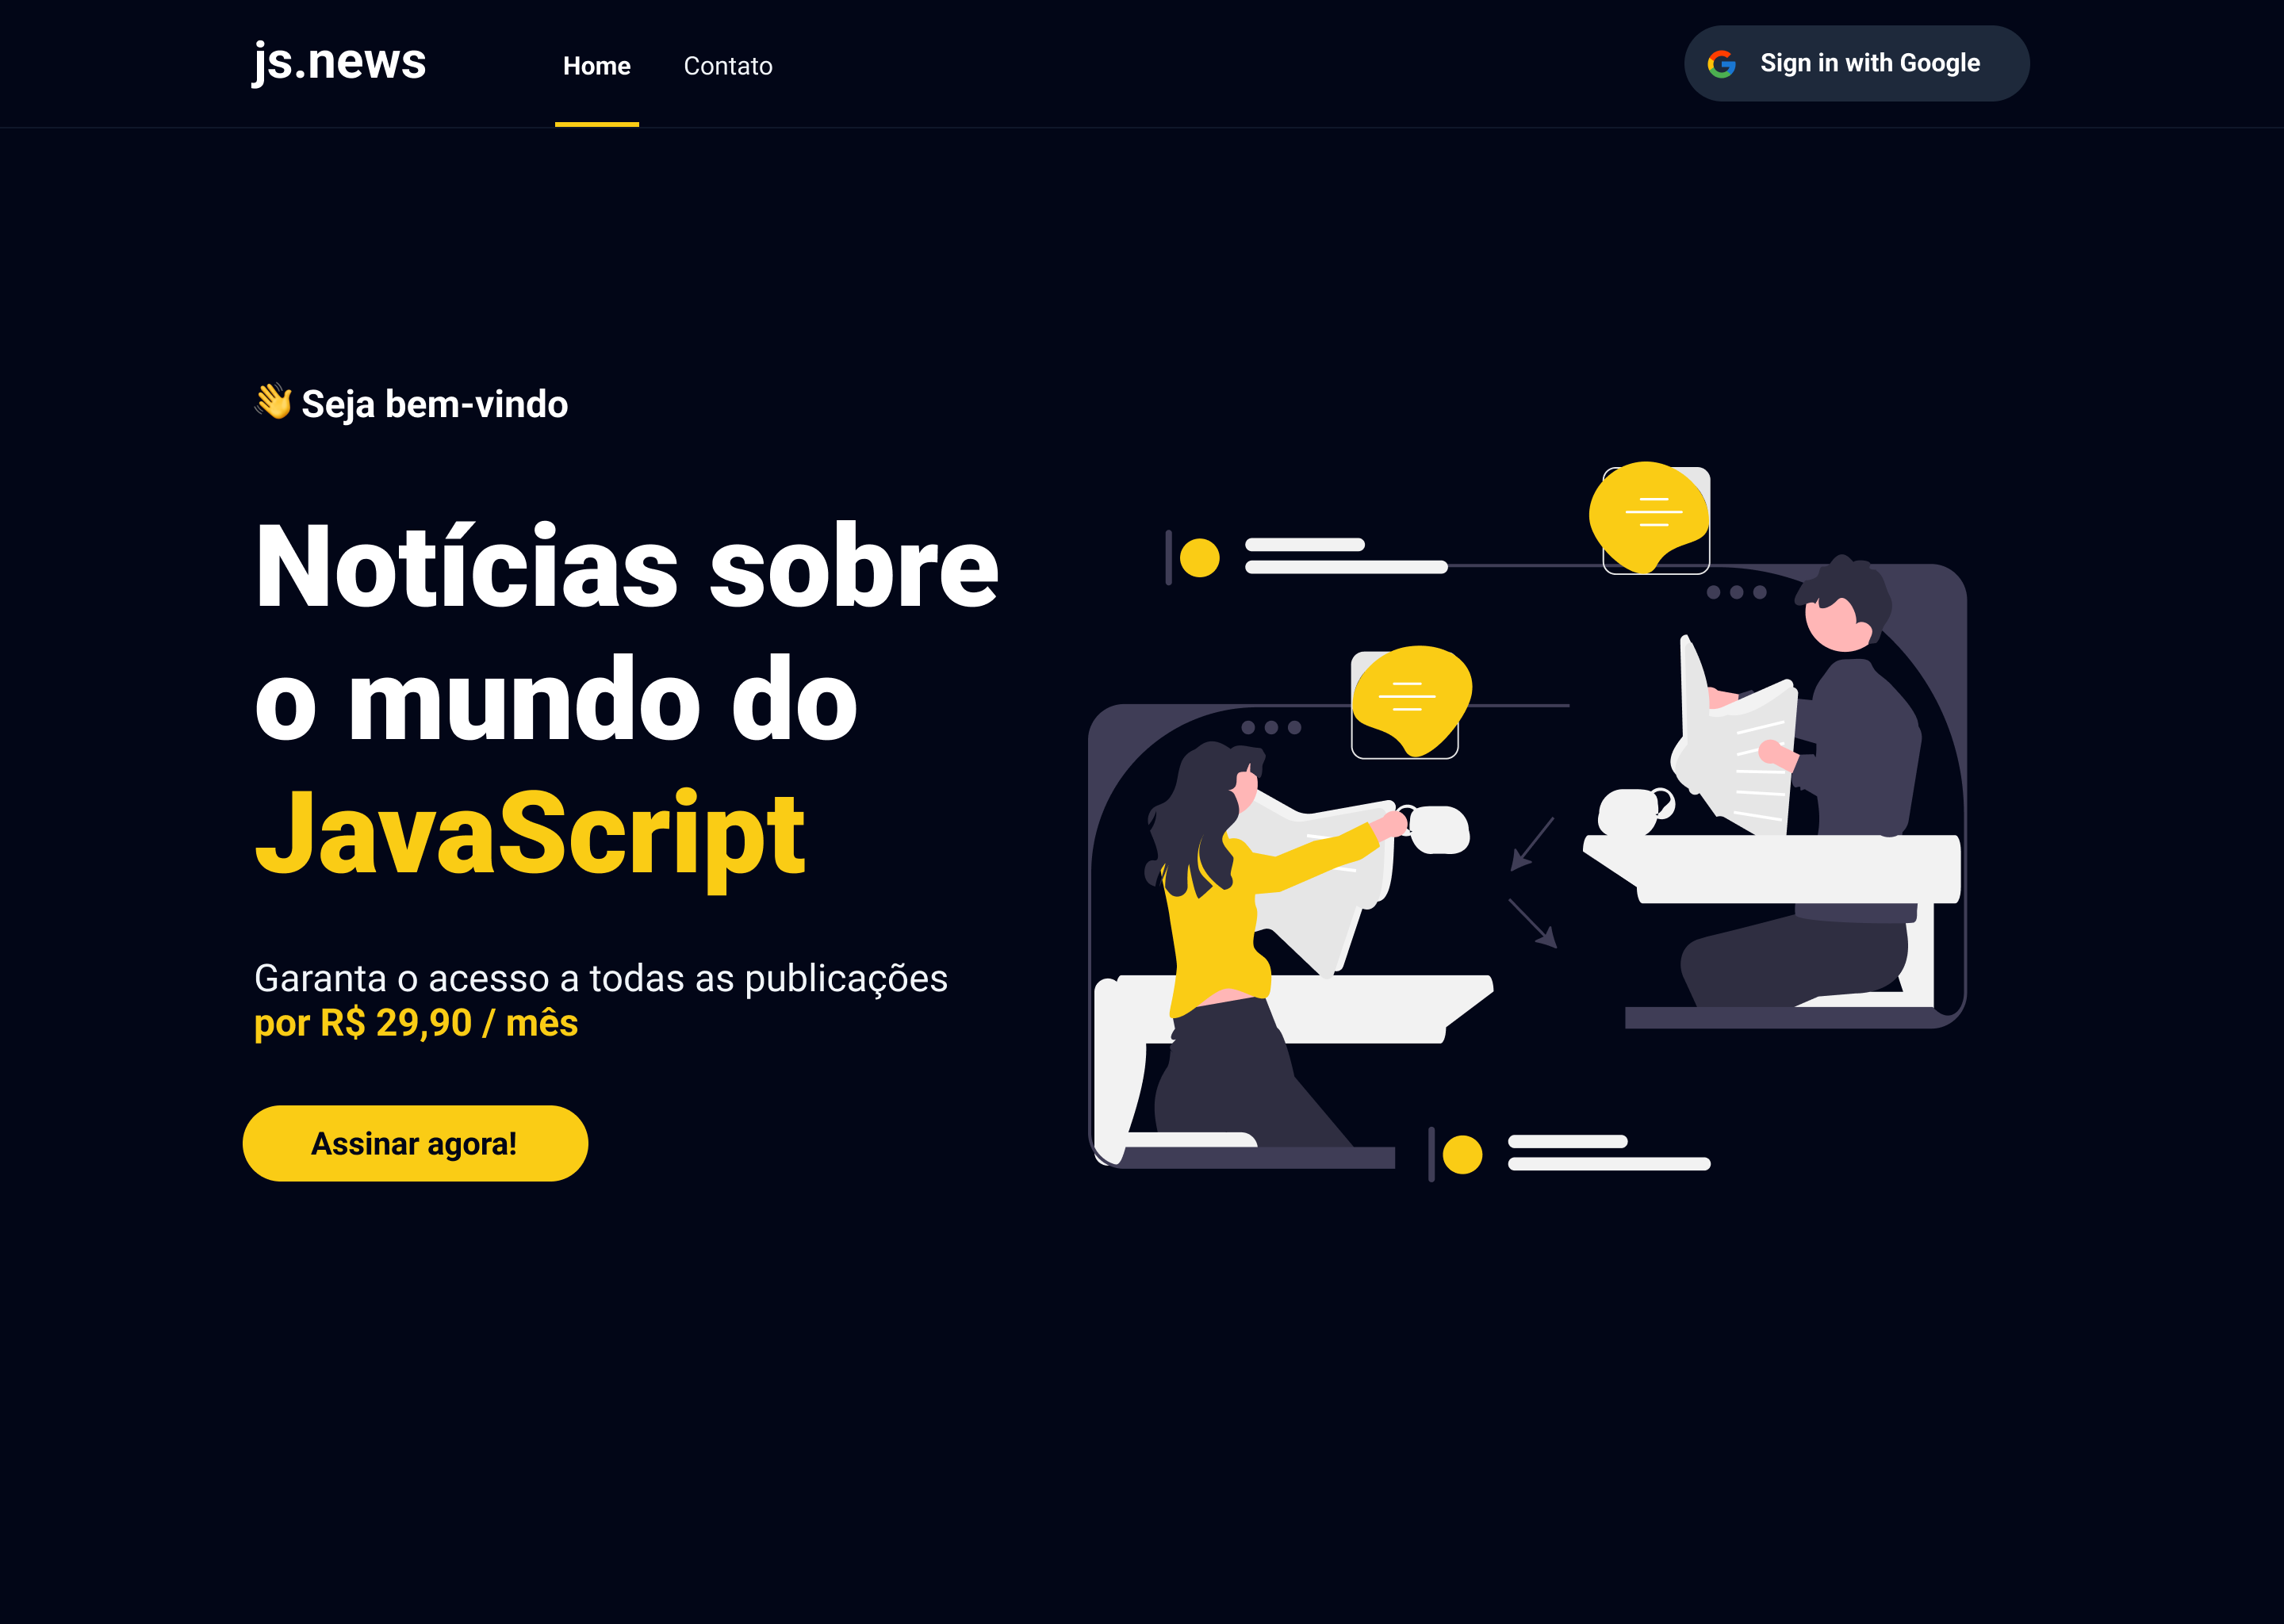 js.news
Home
Contato
Sign in with Google
👋 Seja bem-vindo
Notícias sobre
o mundo do
JavaScript
Garanta o acesso a todas as publicações
por R$ 29,90 / mês
Assinar agora!